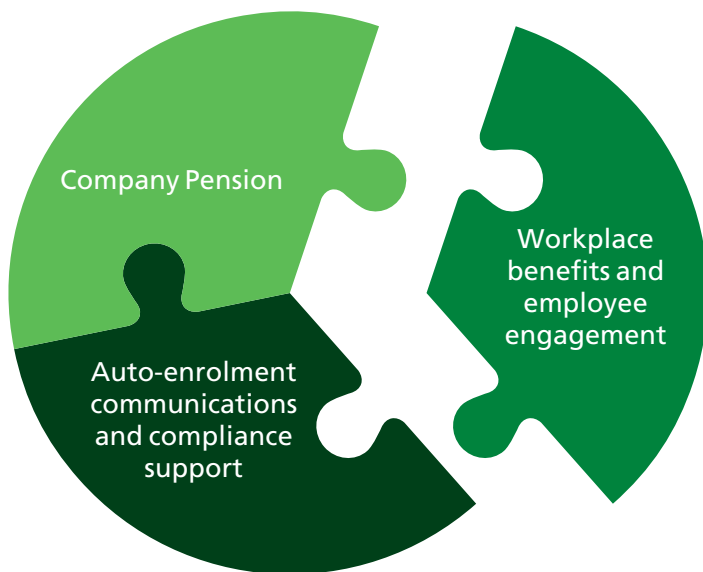 Company Pension
Workplace
benefits and
employee
engagement
Auto-enrolment
communications
and compliance
support